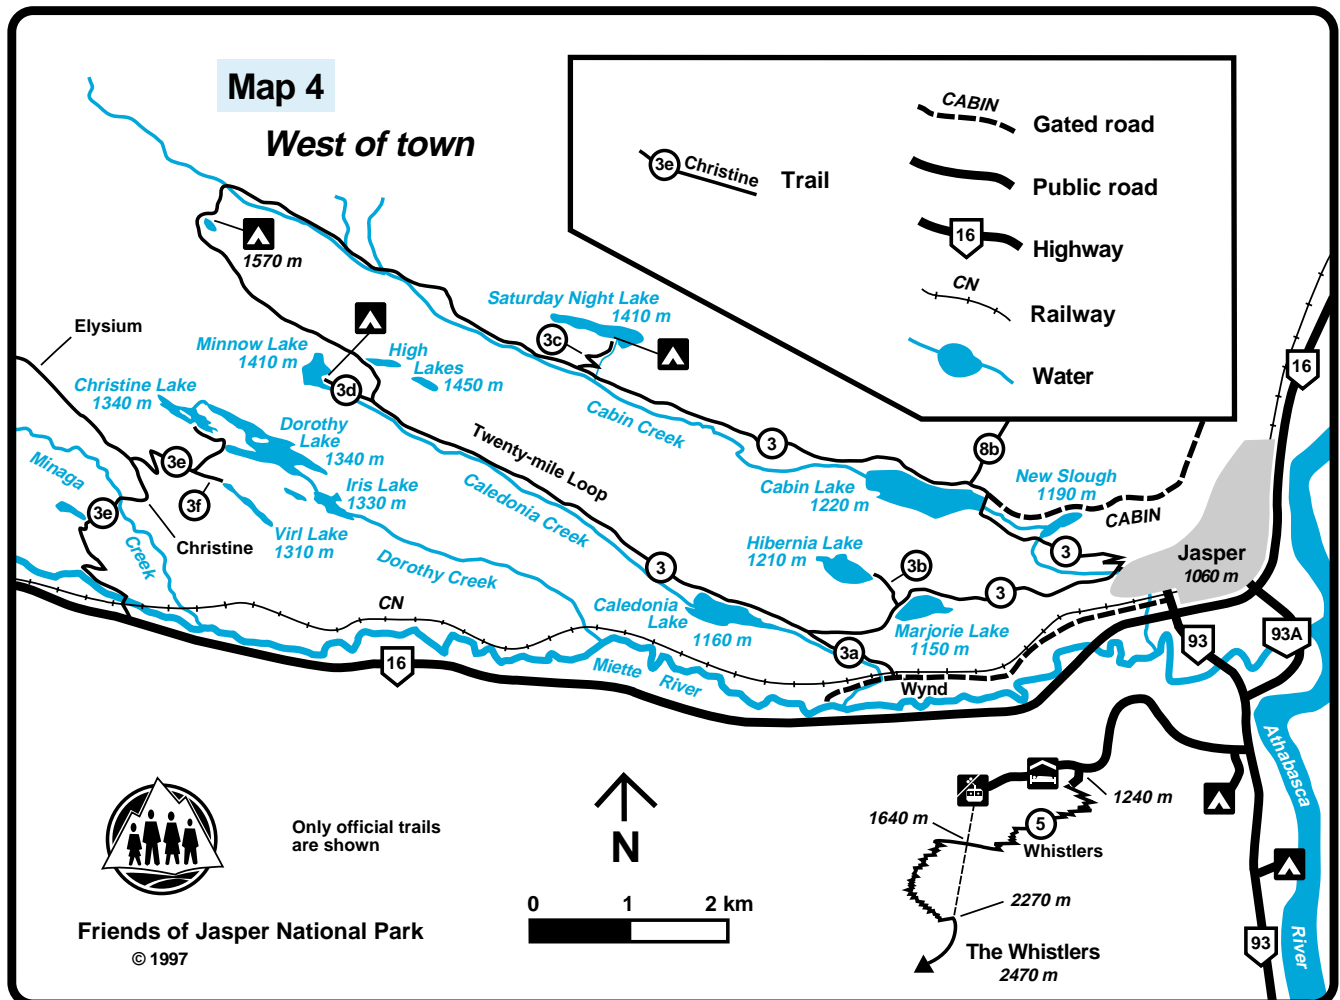 Map 4
West of town
3e
Christine
Trail
CABIN
Gated road
Public road
16
Highway
CN
Railway
Water
1570 m
Elysium
Saturday Night Lake
1410 m
3c
Minnow Lake
1410 m
High
Lakes
1450 m
3d
Christine Lake
1340 m
Dorothy
Lake
1340 m
Cabin Creek
3
8b
16
Twenty-mile Loop
Minaga
Creek
3e
3f
3e
Christine
Iris Lake
1330 m
Virl Lake
1310 m
Caledonia Creek
Cabin Lake
1220 m
New Slough
1190 m
CABIN
Hibernia Lake
1210 m
3b
3
3
3
Jasper
1060 m
Dorothy Creek
CN
Caledonia
Lake
1160 m
Marjorie Lake
1150 m
3a
Wynd
16
Miette
River
93
93A
Athabasca
River
1240 m
1640 m
5
Whistlers
2270 m
The Whistlers
2470 m
93
Only official trails
are shown
N
0 1 2 km
Friends of Jasper National Park
© 1997